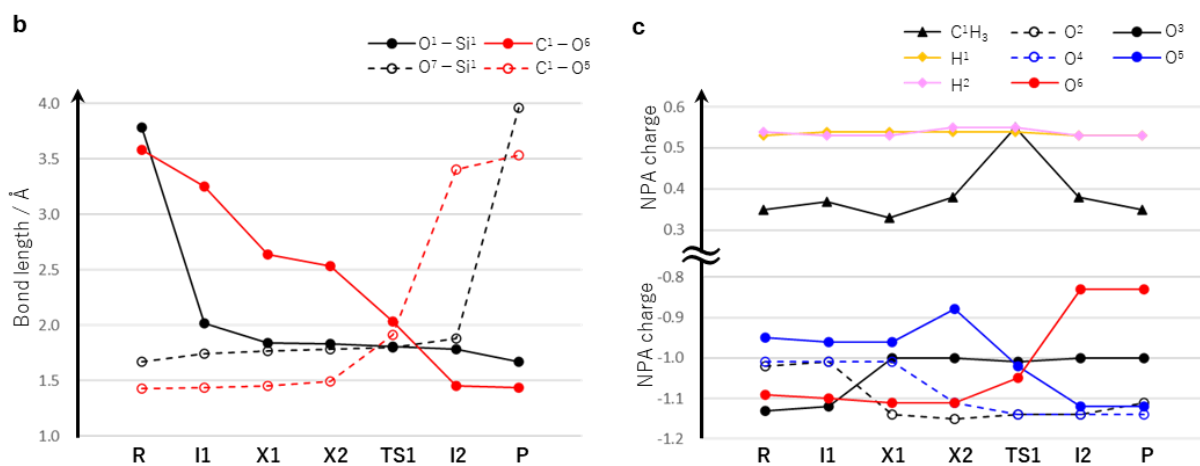 b
O¹ – Si¹
C¹ – O⁶
O⁷ – Si¹
C¹ – O⁵
Bond length / Å
4.0
3.5
3.0
2.5
2.0
1.5
1.0
R I1 X1 X2 TS1 I2 P
c
C¹H₃ O² O³
H¹ O⁴ O⁵
H² O⁶
NPA charge
0.6
0.5
0.4
0.3
NPA charge
-0.8
-0.9
-1.0
-1.1
-1.2
R I1 X1 X2 TS1 I2 P